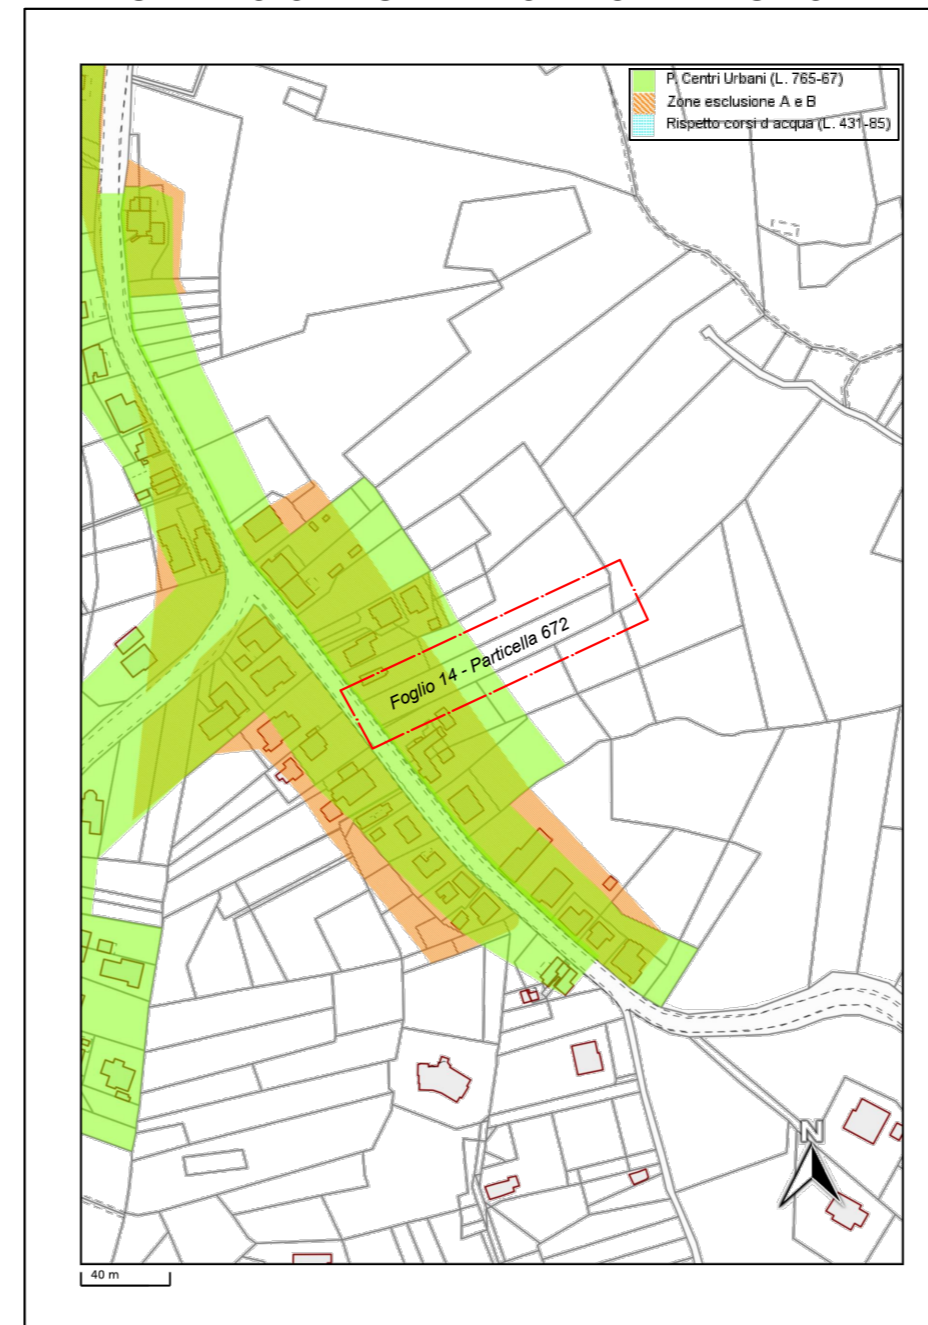 P. Centri Urbani (L. 765-67)
Zone esclusione A e B
Rispetto corsi d acqua (L. 431-85)
Foglio 14 - Particella 672
N
40 m